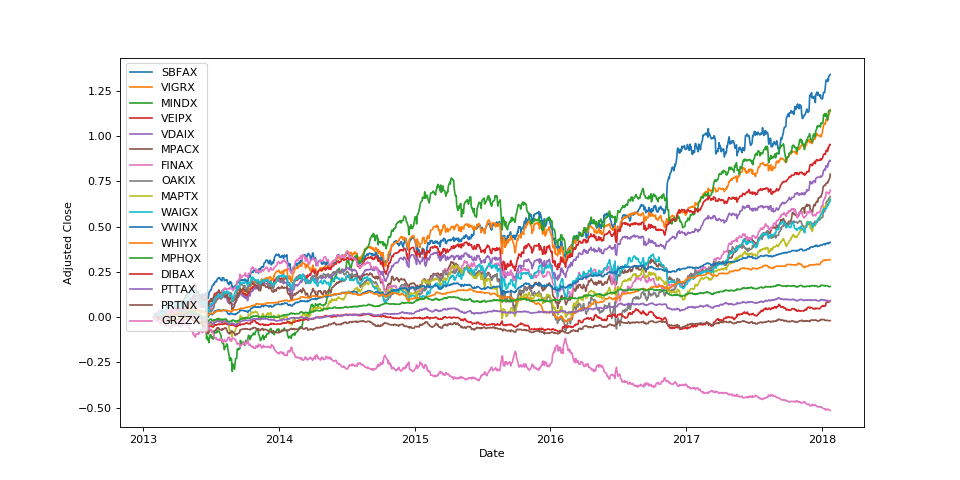 1.25
1.00
0.75
0.50
0.25
0.00
−0.25
−0.50
Adjusted Close
SBFAX
VIGRX
MINDX
VEIPX
VDAIX
MPACX
FINAX
OAKIX
MAPTX
WAIGX
VWINX
WHIYX
MPHQX
DIBAX
PTTAX
PRTNX
GRZZX
2013 2014 2015 2016 2017 2018
Date